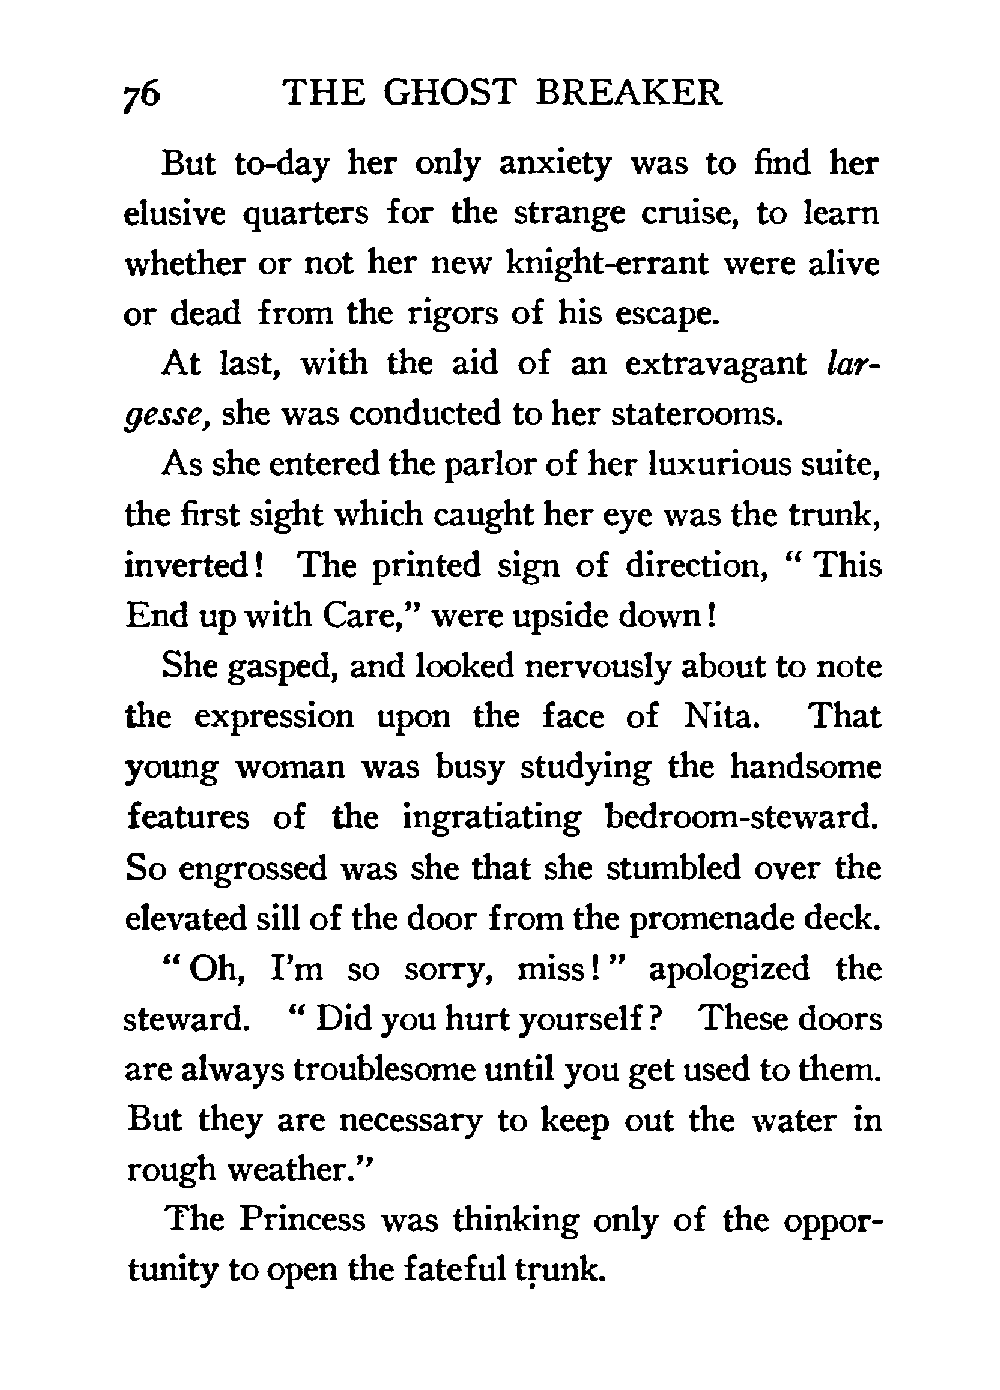 76 THE GHOST BREAKER
But to-day her only anxiety was to find her
elusive quarters for the strange cruise, to learn
whether or not her new knight-errant were alive
or dead from the rigors of his escape.
At last, with the aid of an extravagant lar-
gesse, she was conducted to her staterooms.
As she entered the parlor of her luxurious suite,
the first sight which caught her eye was the trunk,
inverted! The printed sign of direction, “ This
End up with Care,” were upside down!
She gasped, and looked nervously about to note
the expression upon the face of Nita. That
young woman was busy studying the handsome
features of the ingratiating bedroom-steward.
So engrossed was she that she stumbled over the
elevated sill of the door from the promenade deck.
“ Oh, I’m so sorry, miss! ” apologized the
steward. “ Did you hurt yourself? These doors
are always troublesome until you get used to them.
But they are necessary to keep out the water in
rough weather.”
The Princess was thinking only of the oppor-
tunity to open the fateful trunk.